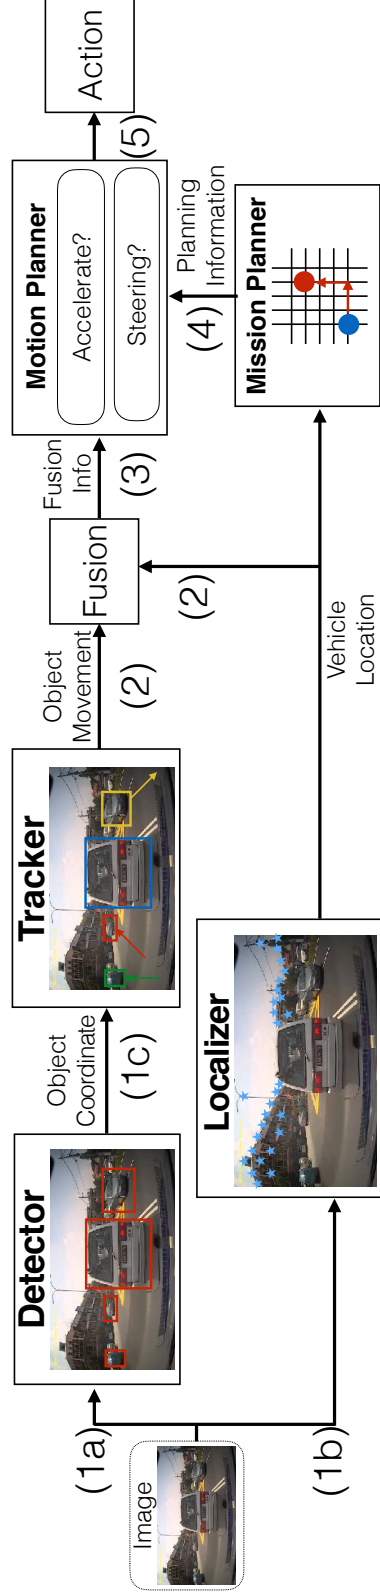 Image
(1a)
(1b)
Detector
Object
Coordinate
(1c)
Tracker
Object
Movement
(2)
Localizer
Vehicle
Location
(2)
Fusion
Fusion
Info
(3)
Motion Planner
Accelerate?
Steering?
Mission Planner
Planning
Information
(4)
(5)
Action